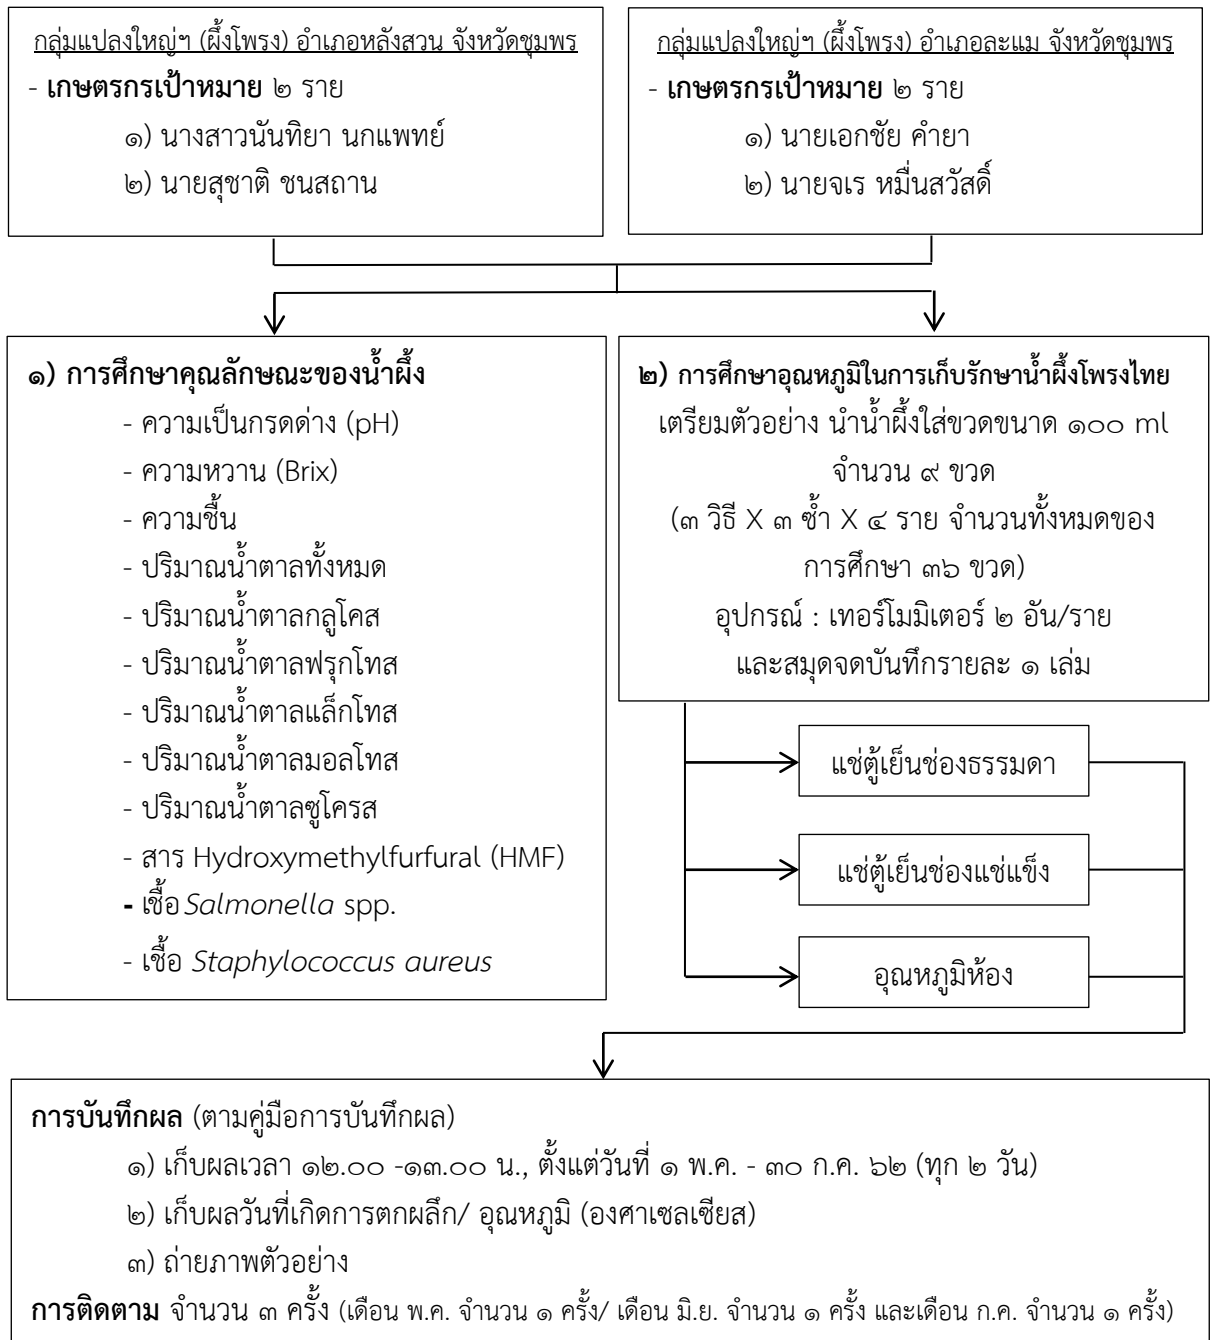 กลุ่มแปลงใหญ่ฯ (ผึ้งโพรง) อำเภอหลังสวน จังหวัดชุมพร
- เกษตรกรเป้าหมาย ๒ ราย
๑) นางสาวนันทิยา นกแพทย์
๒) นายสุชาติ ชนสถาน
กลุ่มแปลงใหญ่ฯ (ผึ้งโพรง) อำเภอละแม จังหวัดชุมพร
- เกษตรกรเป้าหมาย ๒ ราย
๑) นายเอกชัย คำยา
๒) นายจเร หมื่นสวัสดิ์
๑) การศึกษาคุณลักษณะของน้ำผึ้ง
- ความเป็นกรดด่าง (pH)
- ความหวาน (Brix)
- ความชื้น
- ปริมาณน้ำตาลทั้งหมด
- ปริมาณน้ำตาลกลูโคส
- ปริมาณน้ำตาลฟรุกโทส
- ปริมาณน้ำตาลแล็กโทส
- ปริมาณน้ำตาลมอลโทส
- ปริมาณน้ำตาลซูโครส
- สาร Hydroxymethylfurfural (HMF)
- เชื้อ Salmonella spp.
- เชื้อ Staphylococcus aureus
๒) การศึกษาอุณหภูมิในการเก็บรักษาน้ำผึ้งโพรงไทย
เตรียมตัวอย่าง นำน้ำผึ้งใส่ขวดขนาด ๑๐๐ ml
จำนวน ๙ ขวด
(๓ วิธี X ๓ ซ้ำ X ๔ ราย จำนวนทั้งหมดของ
การศึกษา ๓๖ ขวด)
อุปกรณ์ : เทอร์โมมิเตอร์ ๒ อัน/ราย
และสมุดจดบันทึกรายละ ๑ เล่ม
แช่ตู้เย็นช่องธรรมดา
แช่ตู้เย็นช่องแช่แข็ง
อุณหภูมิห้อง
การบันทึกผล (ตามคู่มือการบันทึกผล)
๑) เก็บผลเวลา ๑๒.๐๐ -๑๓.๐๐ น., ตั้งแต่วันที่ ๑ พ.ค. - ๓๐ ก.ค. ๖๒ (ทุก ๒ วัน)
๒) เก็บผลวันที่เกิดการตกผลึก/ อุณหภูมิ (องศาเซลเซียส)
๓) ถ่ายภาพตัวอย่าง
การติดตาม จำนวน ๓ ครั้ง (เดือน พ.ค. จำนวน ๑ ครั้ง/ เดือน มิ.ย. จำนวน ๑ ครั้ง และเดือน ก.ค. จำนวน ๑ ครั้ง)